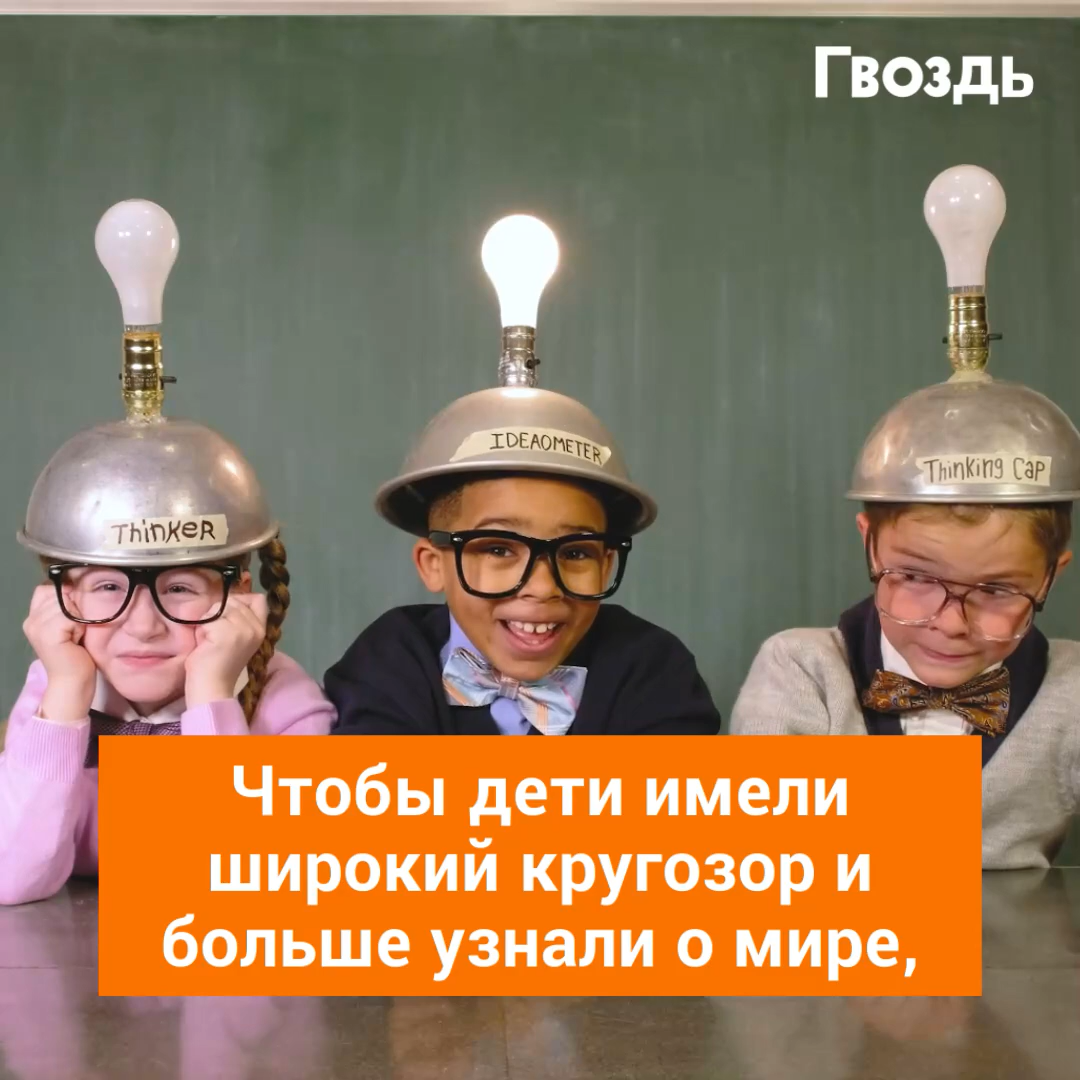 Гвоздь
IDEAOMETER
Thinking Cap
Thinker
Чтобы дети имели
широкий кругозор и
больше узнали о мире,